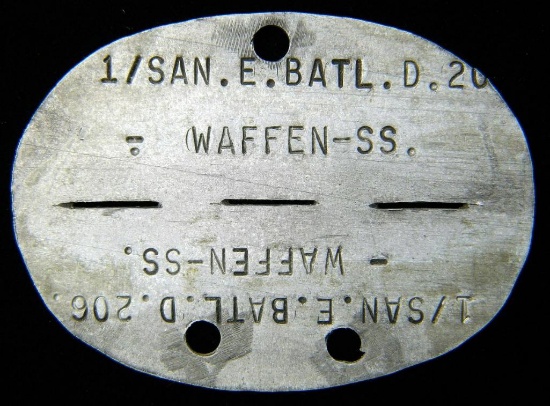 1/SAN.E.BATL.D.20
- WAFFEN-SS.
1/SAN.E.BATL.D.206.
- WAFFEN-SS.